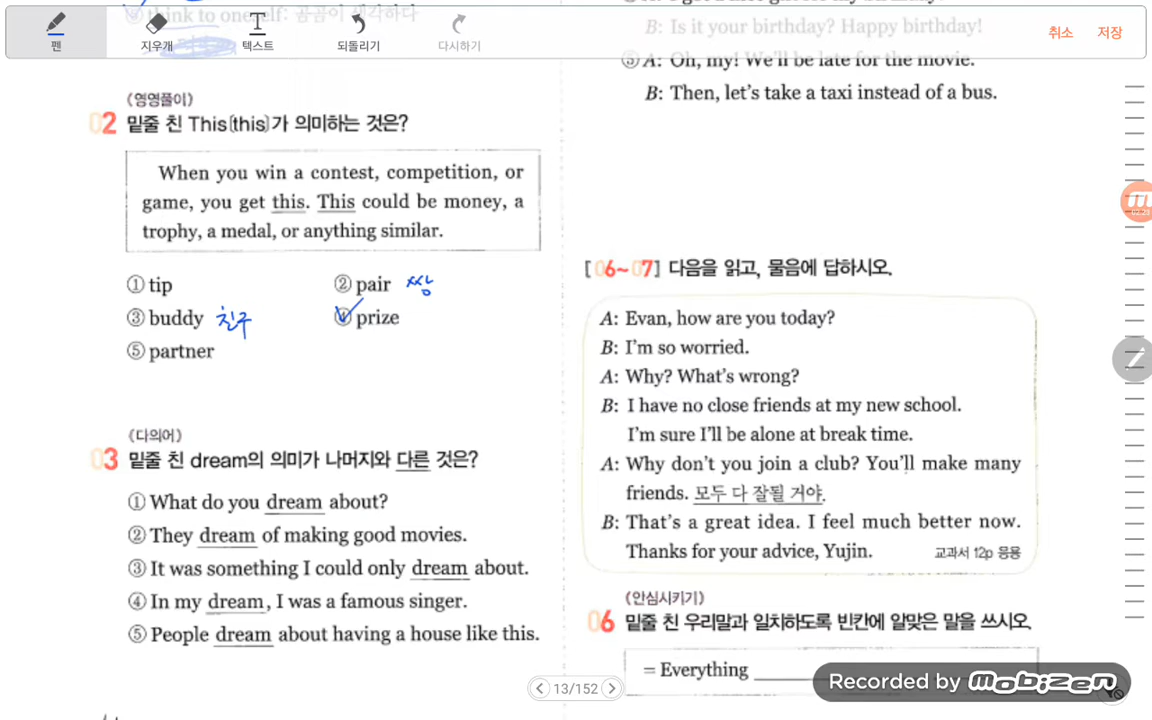 think to oneself: 곰곰이 생각하다
펜
지우개
텍스트
되돌리기
다시하기
취소
저장
B: Is it your birthday? Happy birthday!
⑤ A: Oh, my! We'll be late for the movie.
B: Then, let's take a taxi instead of a bus.
《영영풀이》
02 밑줄 친 This(this)가 의미하는 것은?
When you win a contest, competition, or
game, you get this. This could be money, a
trophy, a medal, or anything similar.
① tip
② pair 쌍
③ buddy 친구
④ prize
⑤ partner
《다의어》
03 밑줄 친 dream의 의미가 나머지와 다른 것은?
① What do you dream about?
② They dream of making good movies.
③ It was something I could only dream about.
④ In my dream, I was a famous singer.
⑤ People dream about having a house like this.
[06~07] 다음을 읽고, 물음에 답하시오.
A: Evan, how are you today?
B: I'm so worried.
A: Why? What's wrong?
B: I have no close friends at my new school.
I'm sure I'll be alone at break time.
A: Why don't you join a club? You'll make many
friends. 모두 다 잘될 거야.
B: That's a great idea. I feel much better now.
Thanks for your advice, Yujin. 교과서 12p 응용
《안심시키기》
06 밑줄 친 우리말과 일치하도록 빈칸에 알맞은 말을 쓰시오.
= Everything
13/152
Recorded by mobizen